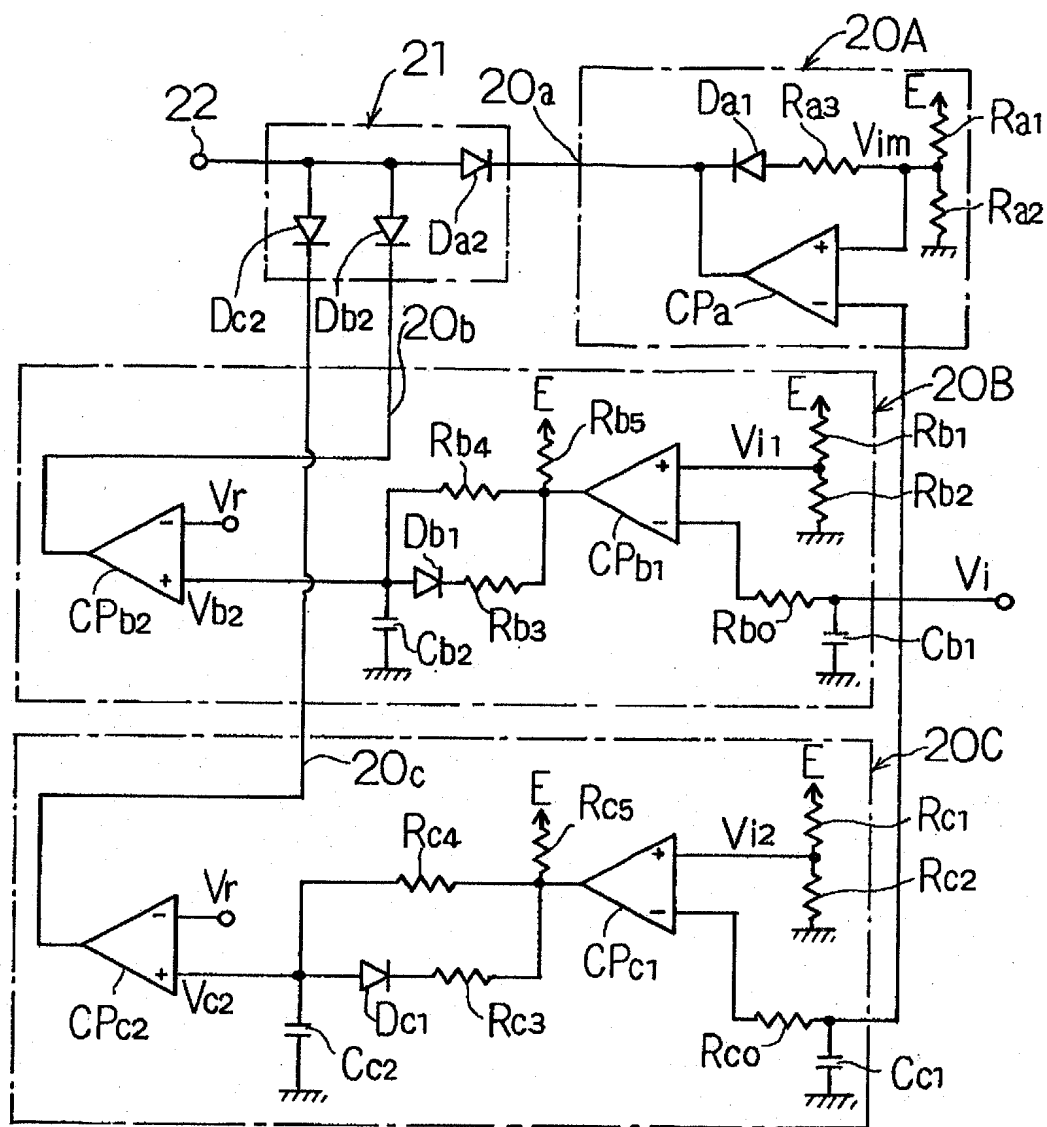 20A
21
20a
22
Da1
Ra3
Vim
E
Ra1
Ra2
Da2
Dc2
Db2
+
-
CPa
20b
20B
E
Rb5
Rb4
E
Rb1
Vi1
Rb2
+
-
CPb1
Vr
-
+
CPb2
Vb2
Db1
Rb3
Cb2
Rbo
Vi
Cb1
20C
20c
E
Rc5
Rc4
E
Rc1
Vi2
Rc2
+
-
CPc1
Vr
-
+
CPc2
Vc2
Dc1
Rc3
Cc2
Rco
Cc1